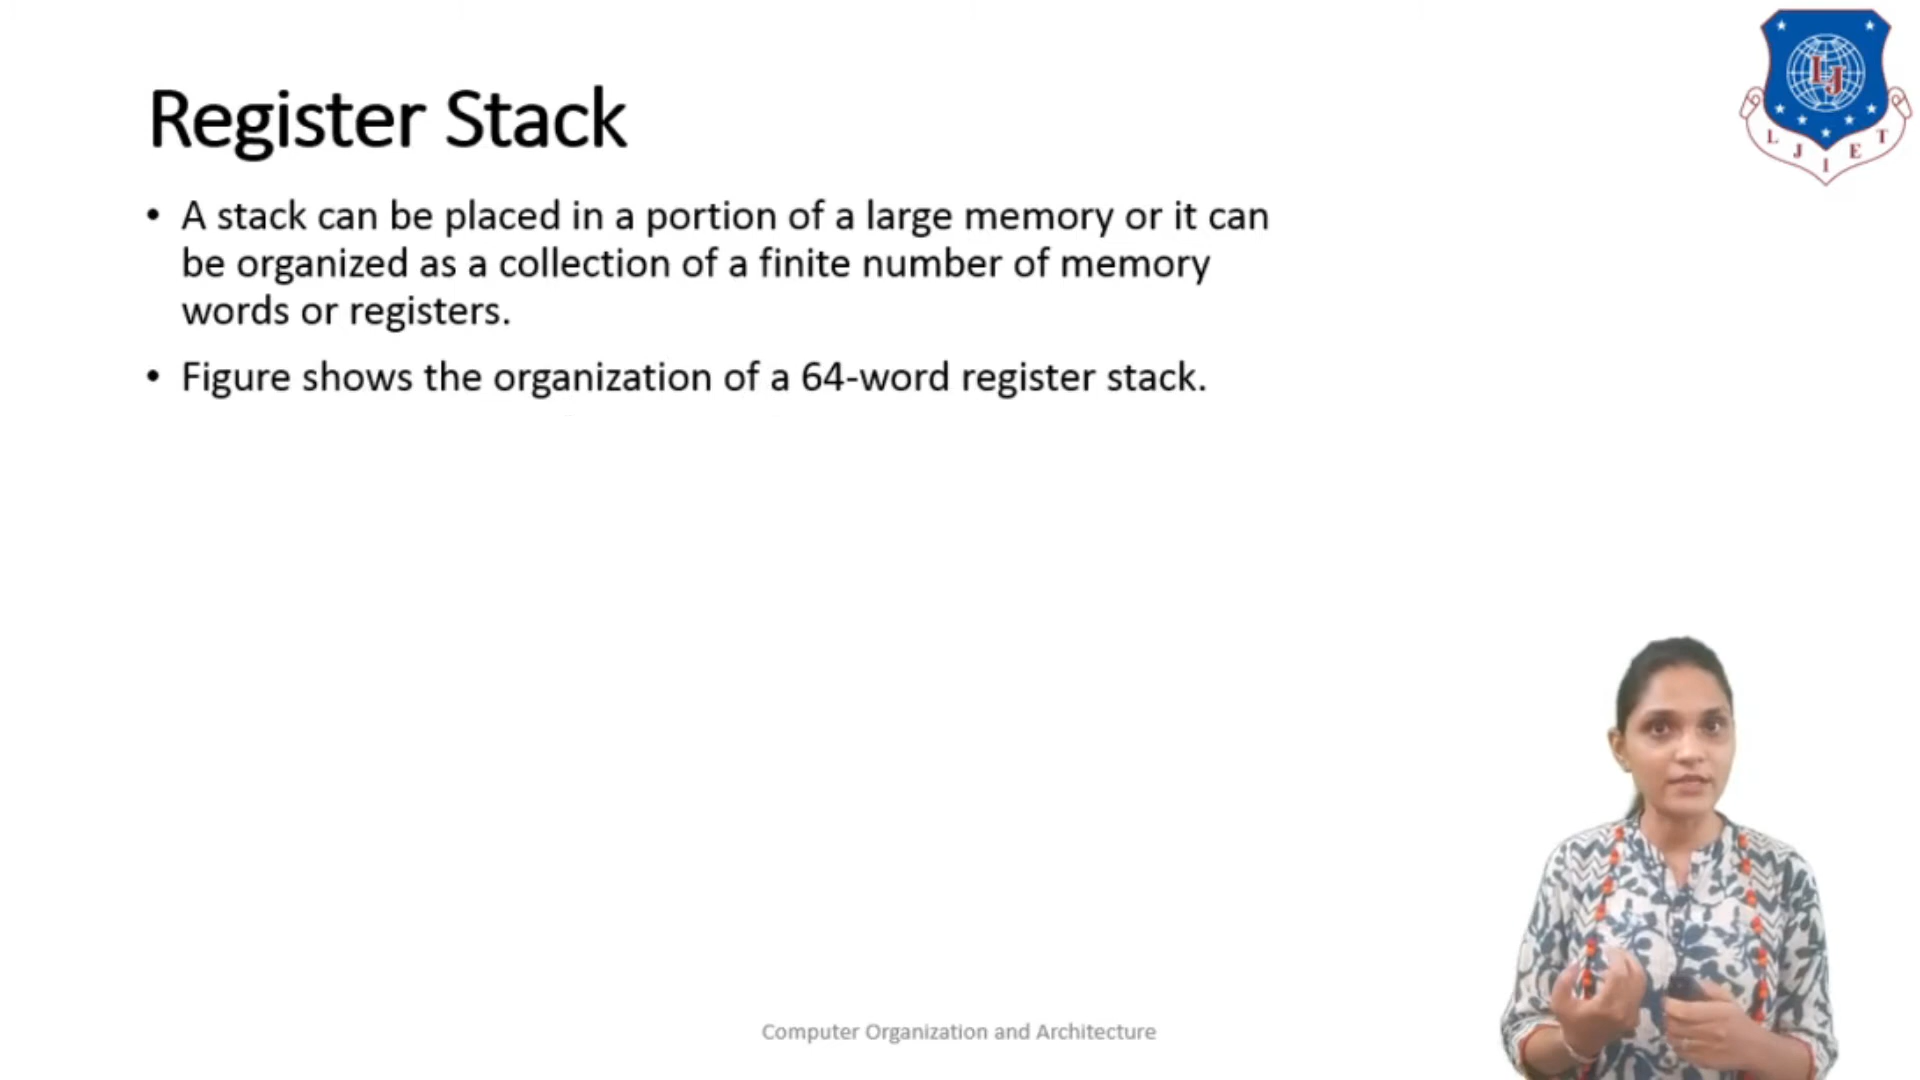 Register Stack
• A stack can be placed in a portion of a large memory or it can
be organized as a collection of a finite number of memory
words or registers.
• Figure shows the organization of a 64-word register stack.
LJ
L J I E T
Computer Organization and Architecture